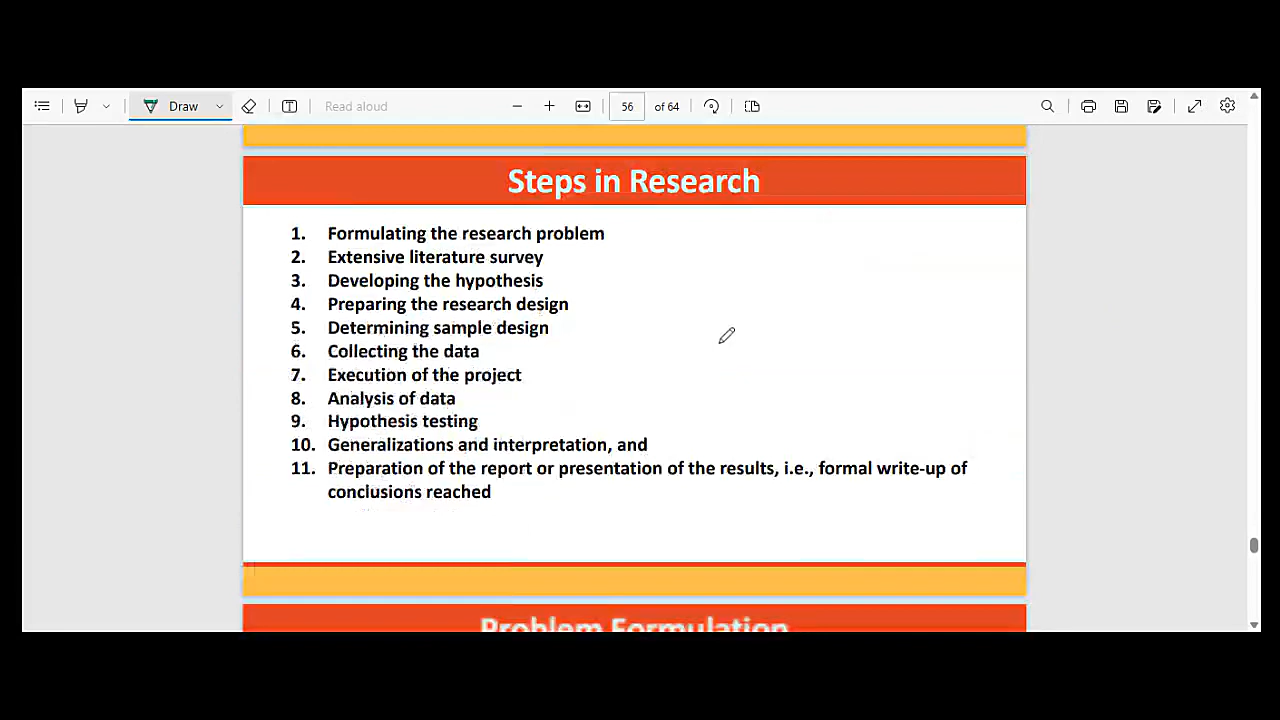 Draw
Read aloud
56
of 64
Steps in Research
1. Formulating the research problem
2. Extensive literature survey
3. Developing the hypothesis
4. Preparing the research design
5. Determining sample design
6. Collecting the data
7. Execution of the project
8. Analysis of data
9. Hypothesis testing
10. Generalizations and interpretation, and
11. Preparation of the report or presentation of the results, i.e., formal write-up of
conclusions reached
Problem Formulation